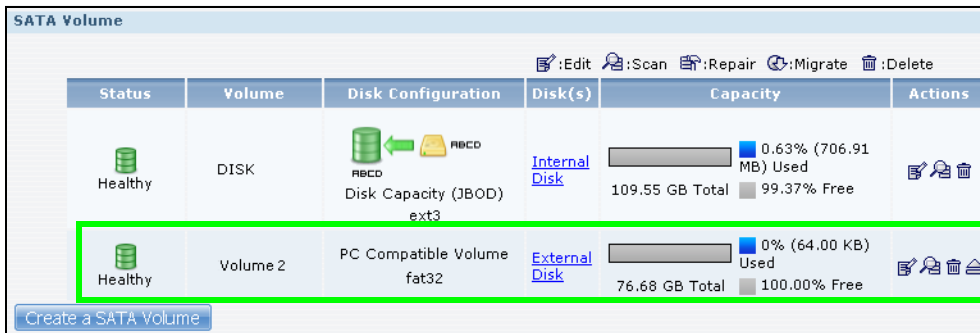 SATA Volume
:Edit :Scan :Repair :Migrate :Delete
Status Volume Disk Configuration Disk(s) Capacity Actions
ABCD
ABCD
Healthy DISK Disk Capacity (JBOD)
ext3
Internal
Disk
109.55 GB Total
0.63% (706.91
MB) Used
99.37% Free
Healthy Volume 2 PC Compatible Volume
fat32
External
Disk
76.68 GB Total
0% (64.00 KB)
Used
100.00% Free
Create a SATA Volume